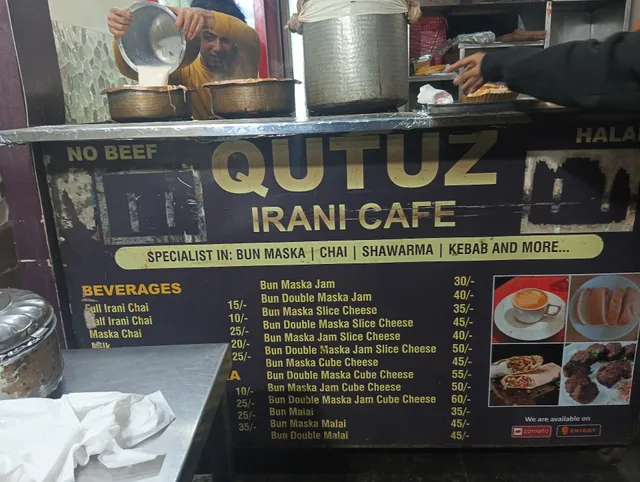 NO BEEF
HALA
QUTUZ
IRANI CAFE
SPECIALIST IN: BUN MASKA | CHAI | SHAWARMA | KEBAB AND MORE...
BEVERAGES
Full Irani Chai 15/-
Half Irani Chai 10/-
Maska Chai 25/-
Milk 20/-
25/-
10/-
25/-
35/-
Bun Maska Jam 30/-
Bun Double Maska Jam 40/-
Bun Maska Slice Cheese 35/-
Bun Double Maska Slice Cheese 45/-
Bun Maska Jam Slice Cheese 45/-
Bun Double Maska Jam Slice Cheese 50/-
Bun Maska Cube Cheese 45/-
Bun Double Maska Cube Cheese 55/-
Bun Maska Jam Cube Cheese 50/-
Bun Double Maska Jam Cube Cheese 60/-
Bun Malai 35/-
Bun Maska Malai 45/-
Bun Double Malai 45/-
We are available on
zomato
SWIGGY